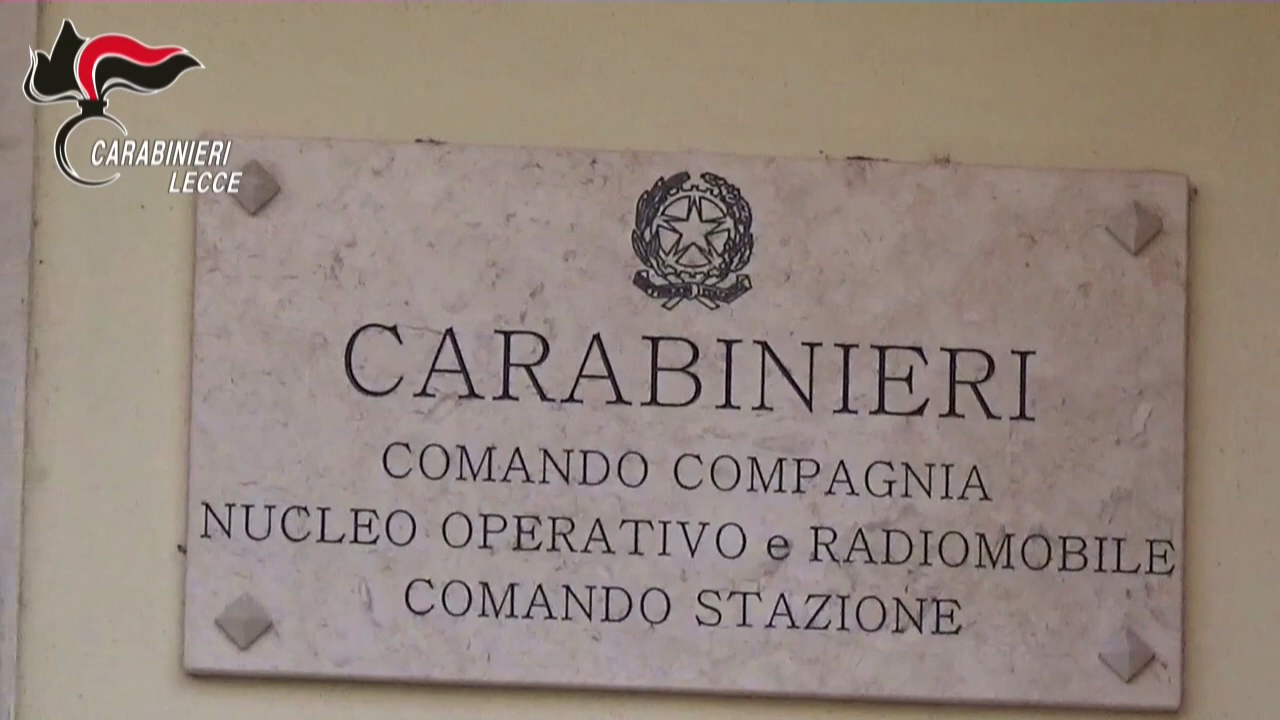 CARABINIERI
LECCE
CARABINIERI
COMANDO COMPAGNIA
NUCLEO OPERATIVO e RADIOMOBILE
COMANDO STAZIONE